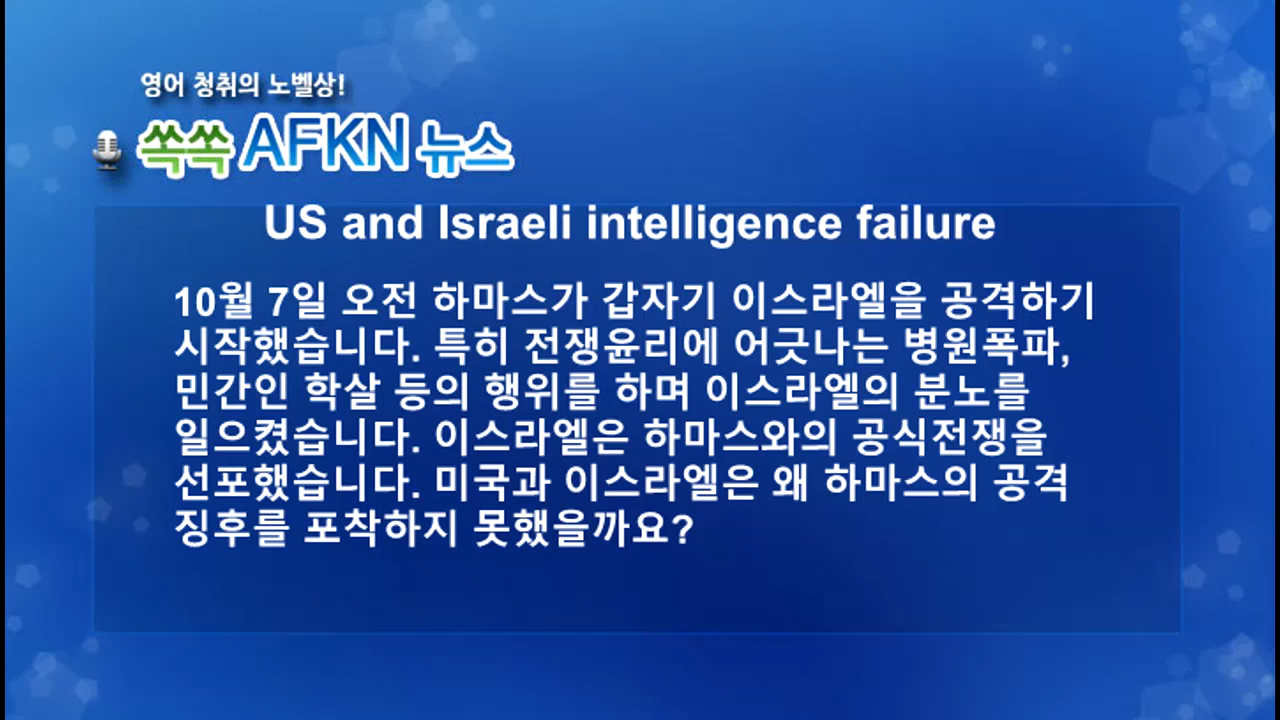 영어 청취의 노벨상!
쏙쏙 AFKN 뉴스
US and Israeli intelligence failure
10월 7일 오전 하마스가 갑자기 이스라엘을 공격하기
시작했습니다. 특히 전쟁윤리에 어긋나는 병원폭파,
민간인 학살 등의 행위를 하며 이스라엘의 분노를
일으켰습니다. 이스라엘은 하마스와의 공식전쟁을
선포했습니다. 미국과 이스라엘은 왜 하마스의 공격
징후를 포착하지 못했을까요?